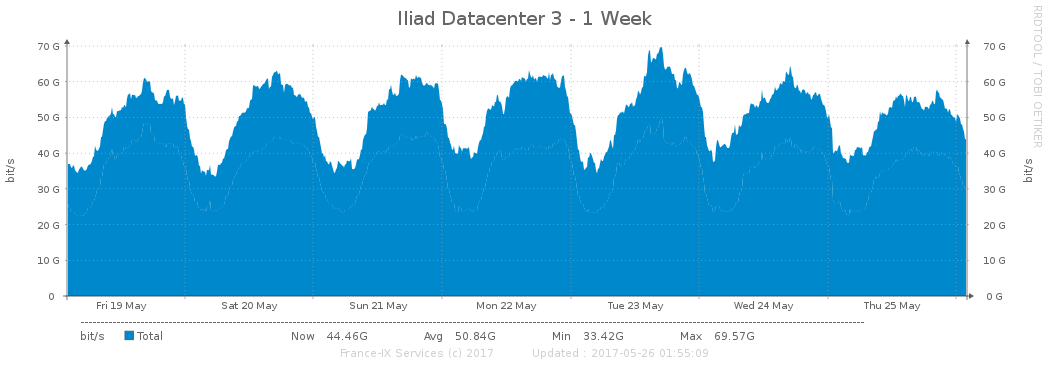 Iliad Datacenter 3 - 1 Week
RRDTOOL / TOBI OETIKER
bit/s
bit/s
70 G 70 G
60 G 60 G
50 G 50 G
40 G 40 G
30 G 30 G
20 G 20 G
10 G 10 G
0 0 G
Fri 19 May Sat 20 May Sun 21 May Mon 22 May Tue 23 May Wed 24 May Thu 25 May
bit/s Total Now 44.46G Avg 50.84G Min 33.42G Max 69.57G
France-IX Services (c) 2017 Updated : 2017-05-26 01:55:09